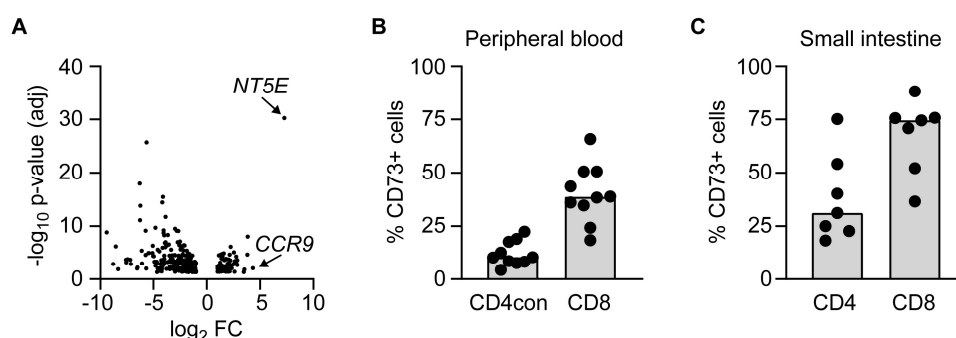 A
B
C
Peripheral blood
Small intestine
-log10 p-value (adj)
40
30
20
10
0
NT5E
CCR9
-10
-5
0
5
10
log2 FC
% CD73+ cells
100
75
50
25
0
CD4con
CD8
% CD73+ cells
100
75
50
25
0
CD4
CD8